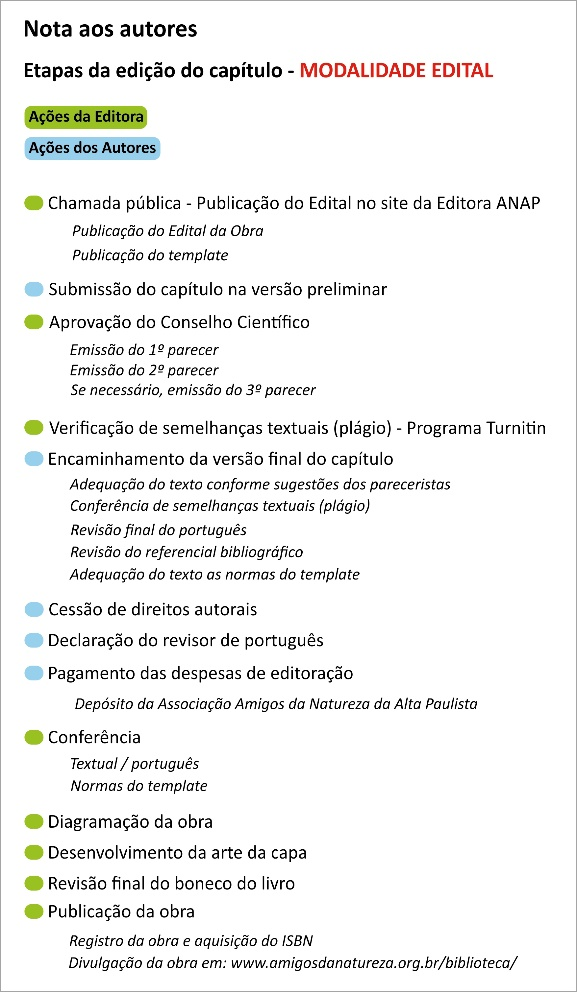 Nota aos autores
Etapas da edição do capítulo - MODALIDADE EDITAL
Ações da Editora
Ações dos Autores
Chamada pública - Publicação do Edital no site da Editora ANAP
Publicação do Edital da Obra
Publicação do template
Submissão do capítulo na versão preliminar
Aprovação do Conselho Científico
Emissão do 1º parecer
Emissão do 2º parecer
Se necessário, emissão do 3º parecer
Verificação de semelhanças textuais (plágio) - Programa Turnitin
Encaminhamento da versão final do capítulo
Adequação do texto conforme sugestões dos pareceristas
Conferência de semelhanças textuais (plágio)
Revisão final do português
Revisão do referencial bibliográfico
Adequação do texto as normas do template
Cessão de direitos autorais
Declaração do revisor de português
Pagamento das despesas de editoração
Depósito da Associação Amigos da Natureza da Alta Paulista
Conferência
Textual / português
Normas do template
Diagramação da obra
Desenvolvimento da arte da capa
Revisão final do boneco do livro
Publicação da obra
Registro da obra e aquisição do ISBN
Divulgação da obra em: www.amigosdanatureza.org.br/biblioteca/